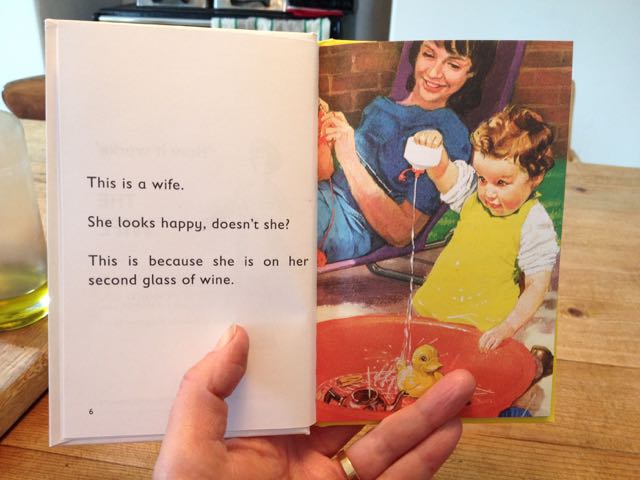 This is a wife.
She looks happy, doesn't she?
This is because she is on her
second glass of wine.
6